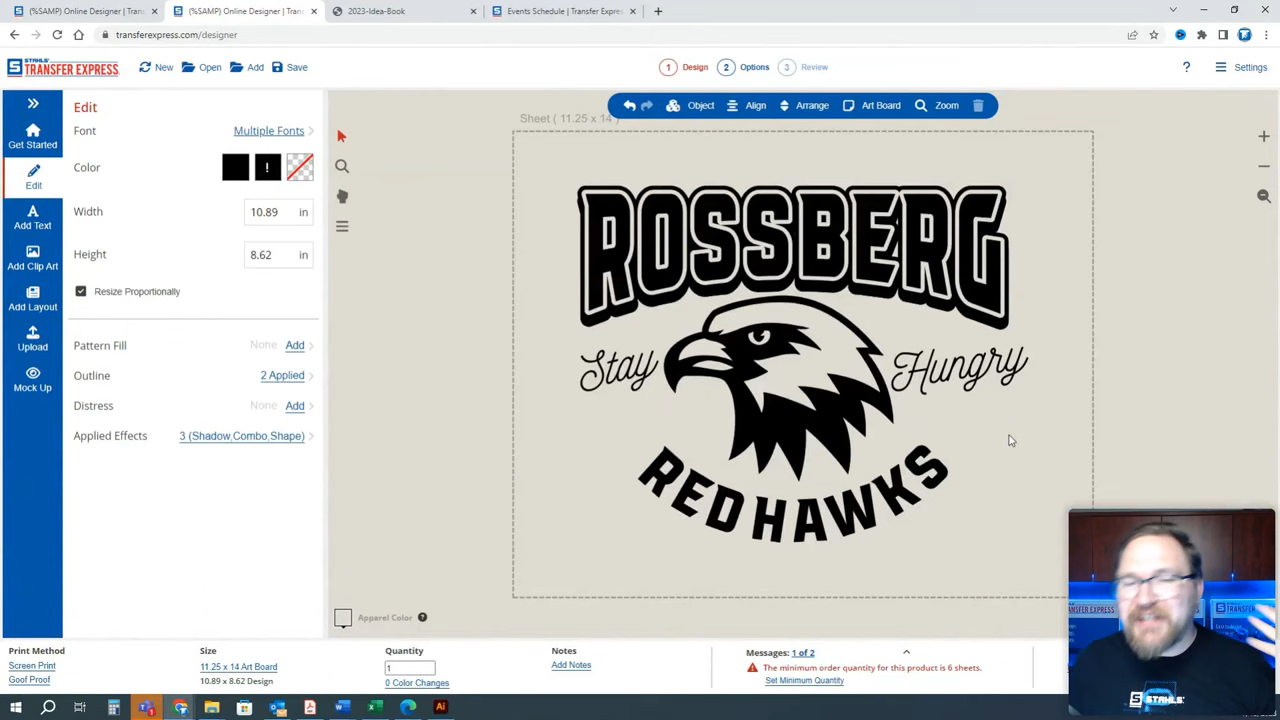 (%SAMP) Online Designer | Trans
(%SAMP) Online Designer | Trans
2023-Idea-Book
Events Schedule | Transfer Expres
transferexpress.com/designer
STAHLS' TRANSFER EXPRESS
New
Open
Add
Save
1 Design
2 Options
3 Review
?
Settings
Get Started
Edit
Add Text
Add Clip Art
Add Layout
Upload
Mock Up
Edit
Font
Multiple Fonts
Color
!
Width
10.89 in
Height
8.62 in
Resize Proportionally
Pattern Fill
None Add
Outline
2 Applied
Distress
None Add
Applied Effects
3 (Shadow,Combo,Shape)
Object
Align
Arrange
Art Board
Zoom
Sheet ( 11.25 x 14 )
ROSSBERG
Stay Hungry
REDHAWKS
Apparel Color ?
Print Method
Screen Print
Goof Proof
Size
11.25 x 14 Art Board
10.89 x 8.62 Design
Quantity
1
0 Color Changes
Notes
Add Notes
Messages: 1 of 2
The minimum order quantity for this product is 6 sheets.
Set Minimum Quantity
STAHLS'